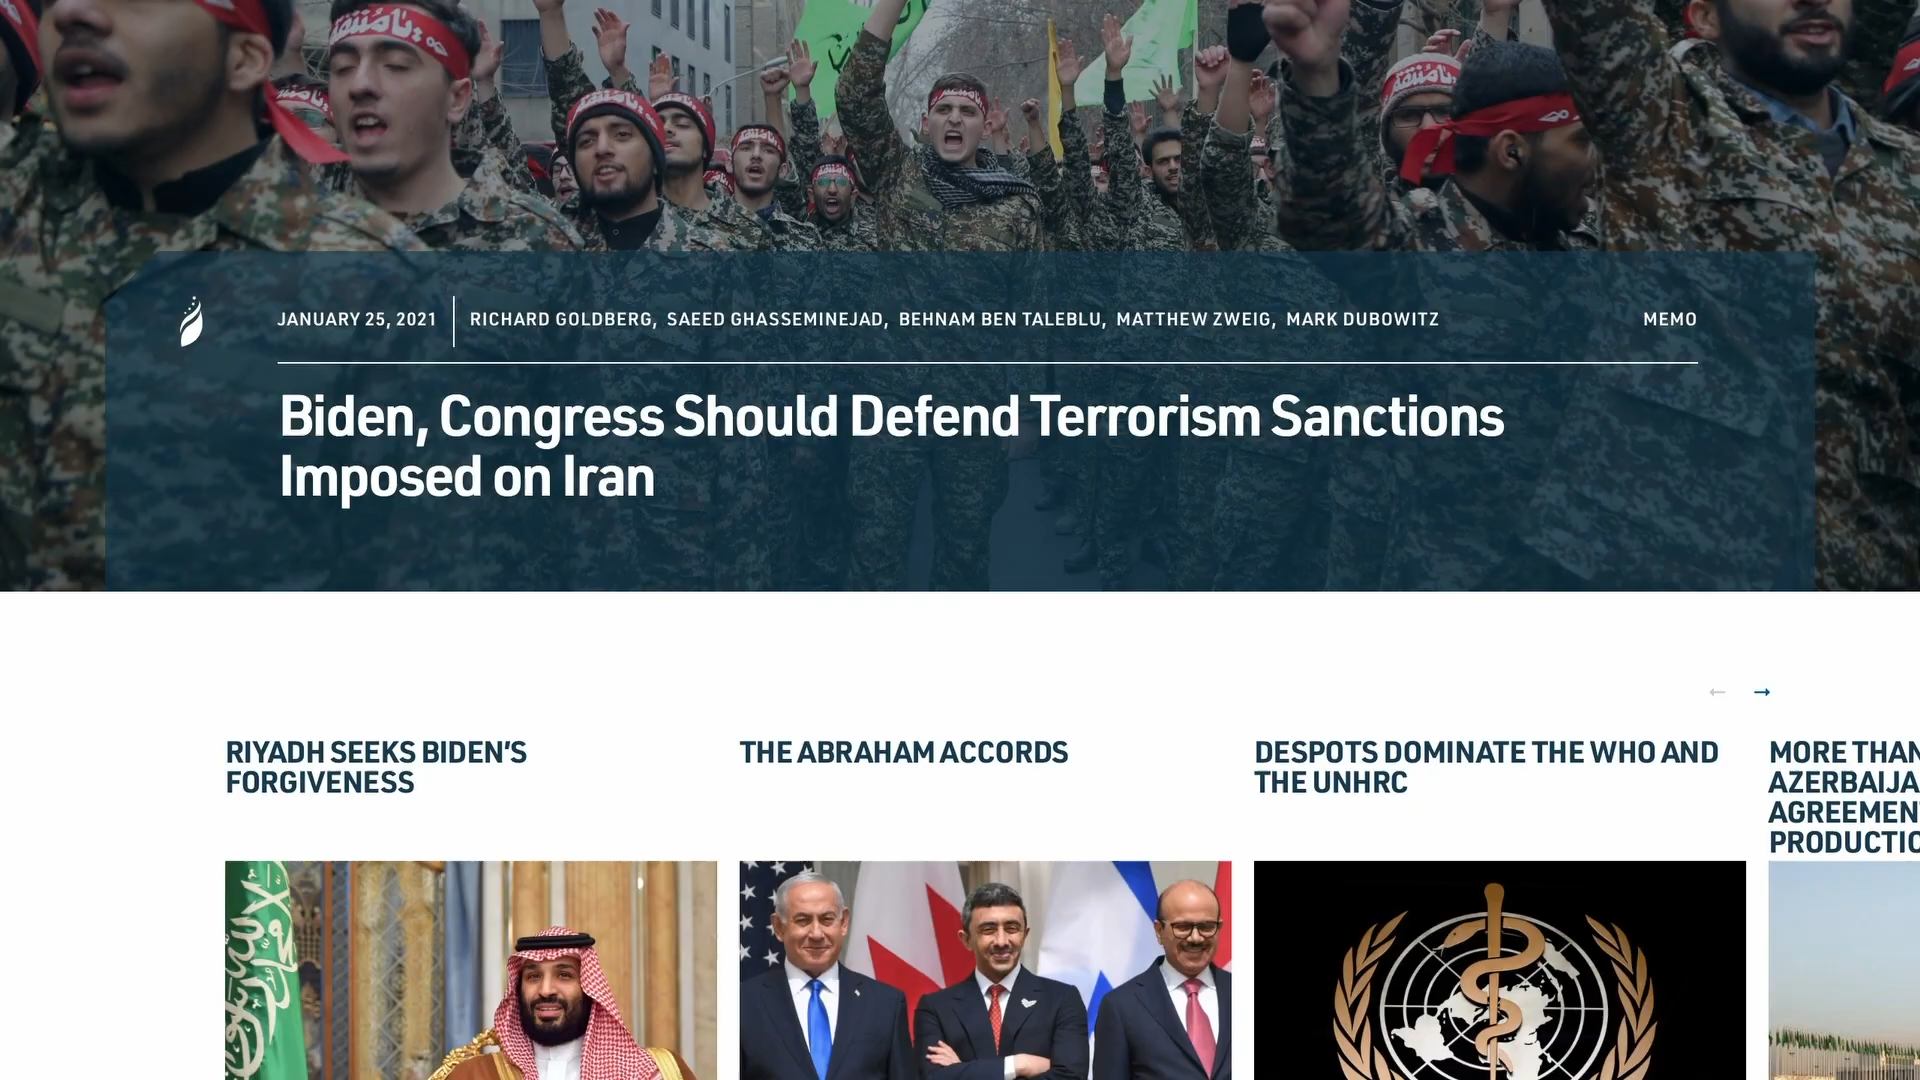 JANUARY 25, 2021
RICHARD GOLDBERG, SAEED GHASSEMINEJAD, BEHNAM BEN TALEBLU, MATTHEW ZWEIG, MARK DUBOWITZ
MEMO
Biden, Congress Should Defend Terrorism Sanctions
Imposed on Iran
RIYADH SEEKS BIDEN'S
FORGIVENESS
THE ABRAHAM ACCORDS
DESPOTS DOMINATE THE WHO AND
THE UNHRC
MORE THAN